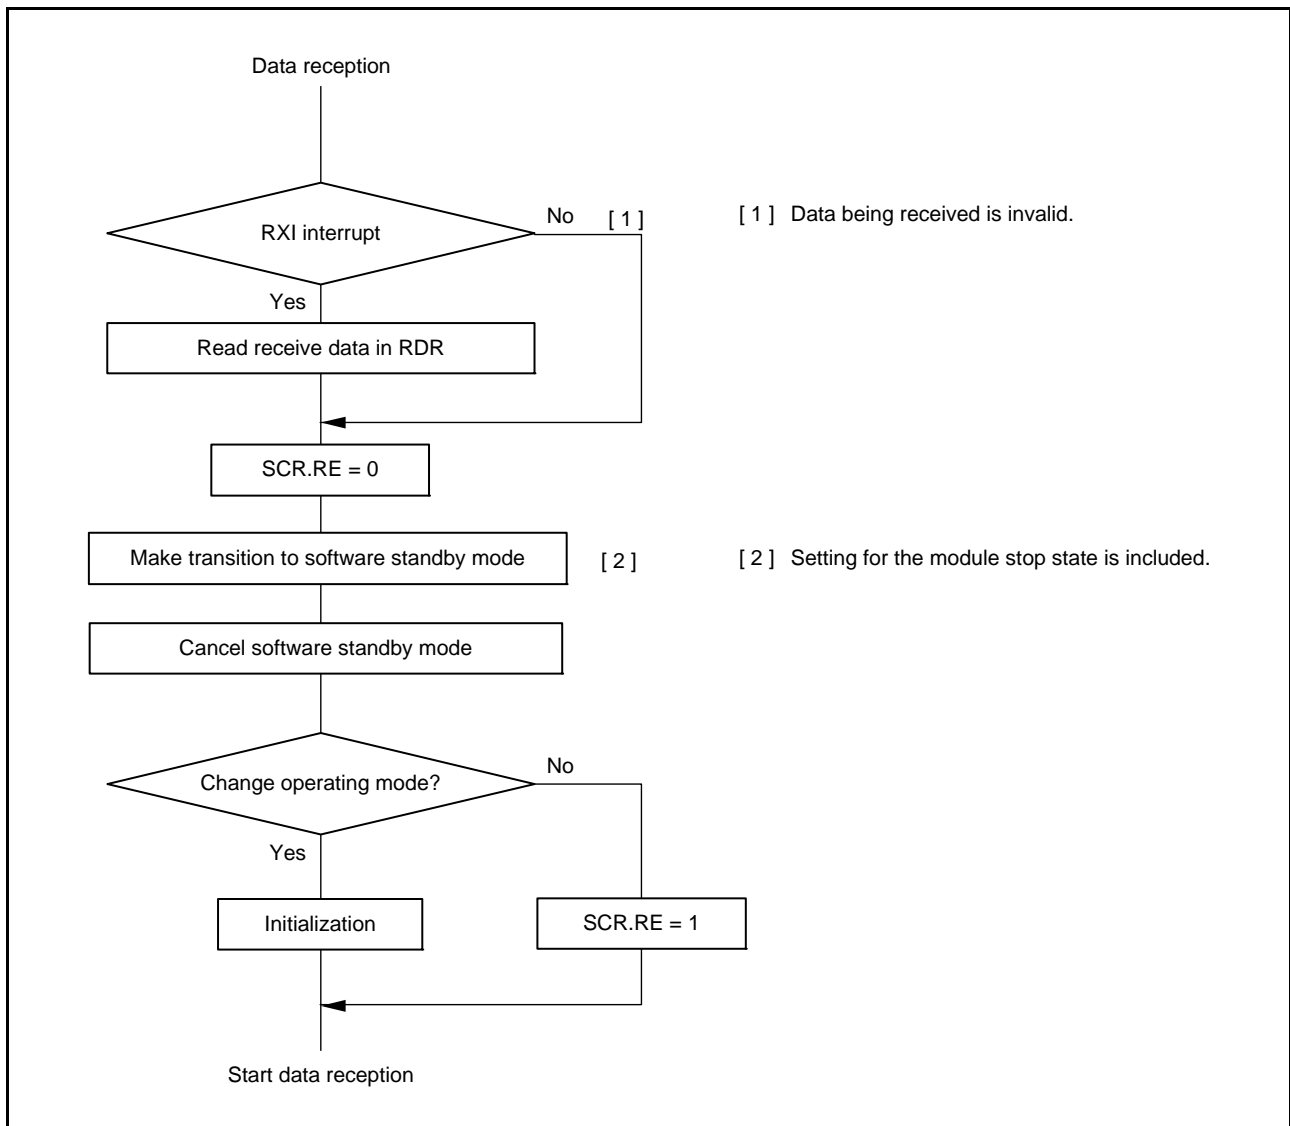 Data reception
No [ 1 ] [ 1 ] Data being received is invalid.
RXI interrupt
Yes
Read receive data in RDR
SCR.RE = 0
Make transition to software standby mode [ 2 ] [ 2 ] Setting for the module stop state is included.
Cancel software standby mode
No
Change operating mode?
Yes
Initialization SCR.RE = 1
Start data reception